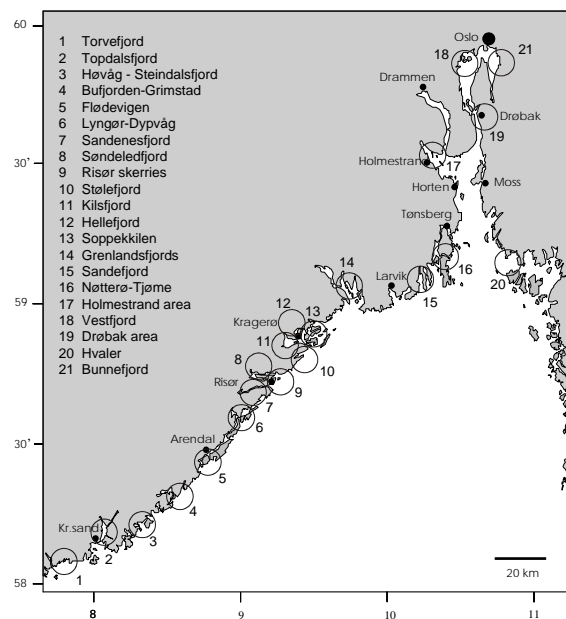 60
1 Torvefjord
2 Topdalsfjord
3 Høvåg - Steindalsfjord
4 Bufjorden-Grimstad
5 Flødevigen
6 Lyngør-Dypvåg
7 Sandenesfjord
8 Søndeledfjord
9 Risør skerries
10 Stølefjord
11 Kilsfjord
12 Hellefjord
13 Soppekkilen
14 Grenlandsfjords
15 Sandefjord
16 Nøtterø-Tjøme
17 Holmestrand area
18 Vestfjord
19 Drøbak area
20 Hvaler
21 Bunnefjord
Oslo
18
21
Drammen
Drøbak
19
30'
Holmestrand
17
Horten
Moss
Tønsberg
16
20
14
Larvik
15
59
12
13
Kragerø
11
10
8
9
Risør
7
6
30'
Arendal
5
4
Kr.sand
3
2
1
20 km
58
8
9
10
11